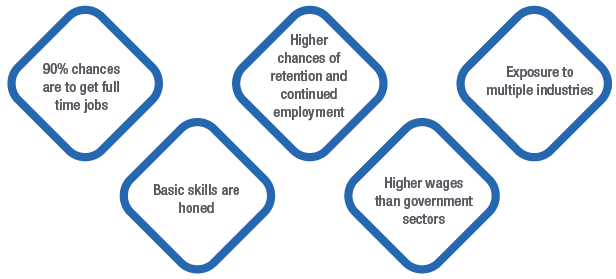 90% chances
are to get full
time jobs
Higher
chances of
retention and
continued
employment
Exposure to
multiple industries
Basic skills are
honed
Higher wages
than government
sectors